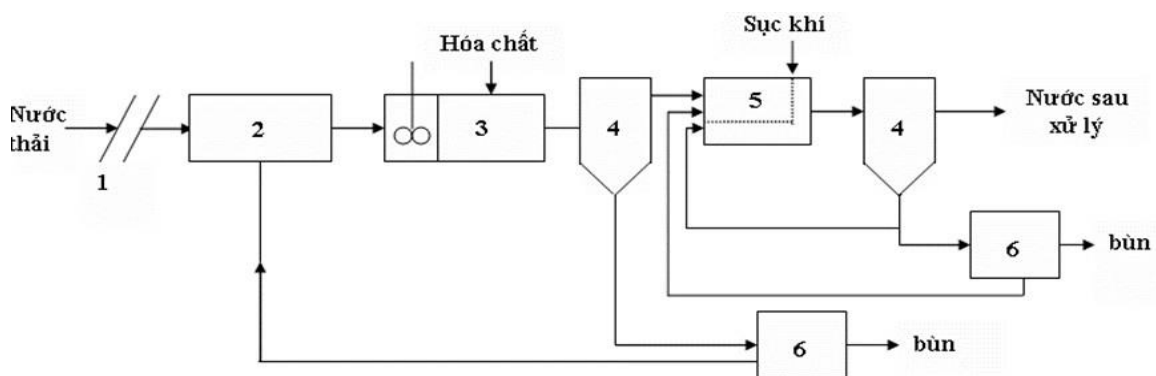 Sục khí
Hóa chất
Nước
thải
1
2
3
4
5
4
Nước sau
xử lý
6
bùn
6
bùn